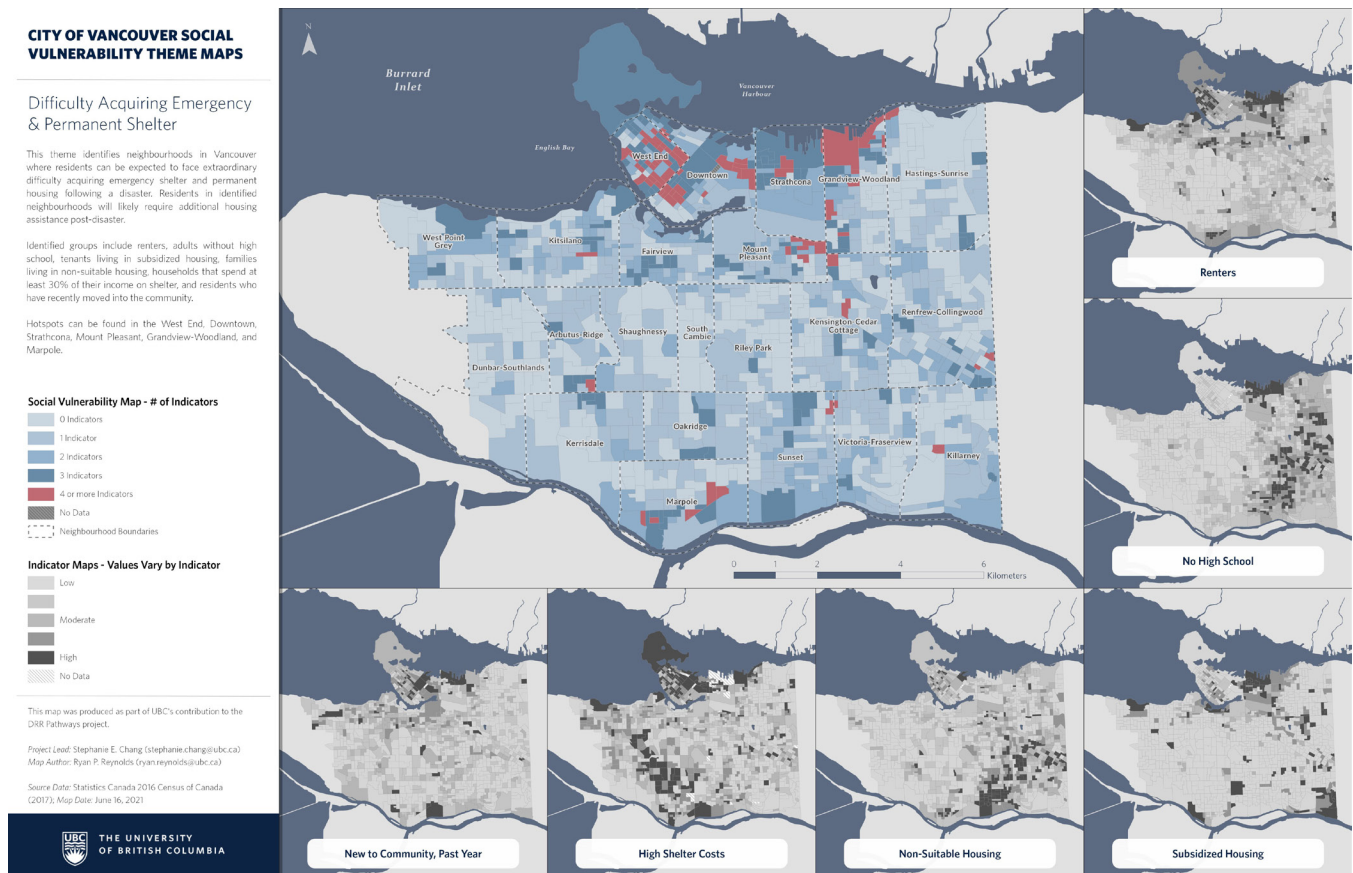 CITY OF VANCOUVER SOCIAL
VULNERABILITY THEME MAPS
Difficulty Acquiring Emergency
& Permanent Shelter
This theme identifies neighbourhoods in Vancouver
where residents can be expected to face extraordinary
difficulty acquiring emergency shelter and permanent
housing following a disaster. Residents in identified
neighbourhoods will likely require additional housing
assistance post-disaster.
Identified groups include renters, adults without high
school, tenants living in subsidized housing, families
living in non-suitable housing, households that spend at
least 30% of their income on shelter, and residents who
have recently moved into the community.
Hotspots can be found in the West End, Downtown,
Strathcona, Mount Pleasant, Grandview-Woodland, and
Marpole.
Social Vulnerability Map - # of Indicators
0 Indicators
1 Indicator
2 Indicators
3 Indicators
4 or more Indicators
No Data
Neighbourhood Boundaries
Indicator Maps - Values Vary by Indicator
Low
Moderate
High
No Data
This map was produced as part of UBC's contribution to the
DRR Pathways project.
Project Lead: Stephanie E. Chang (stephanie.chang@ubc.ca)
Map Author: Ryan P. Reynolds (ryan.reynolds@ubc.ca)
Source Data: Statistics Canada 2016 Census of Canada
(2017); Map Date: June 16, 2021
UBC
THE UNIVERSITY
OF BRITISH COLUMBIA
N
Burrard
Inlet
Vancouver
Harbour
English Bay
West End
Downtown
Strathcona
Grandview-Woodland
Hastings-Sunrise
West Point
Grey
Kitsilano
Fairview
Mount
Pleasant
Arbutus-Ridge
Shaughnessy
South
Cambie
Riley Park
Kensington-Cedar
Cottage
Renfrew-Collingwood
Dunbar-Southlands
Kerrisdale
Oakridge
Sunset
Victoria-Fraserview
Killarney
Marpole
0 1 2 4 6
Kilometers
Renters
No High School
New to Community, Past Year
High Shelter Costs
Non-Suitable Housing
Subsidized Housing